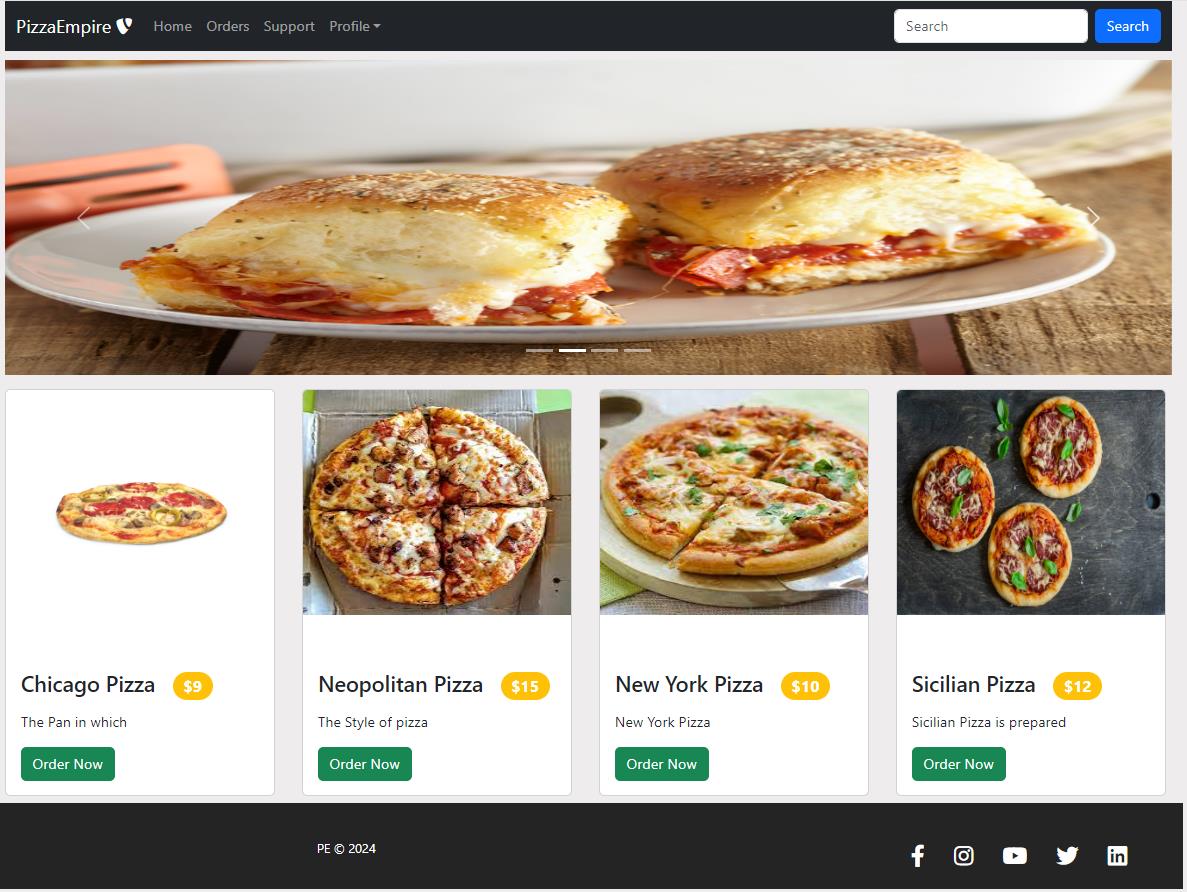 PizzaEmpire Home Orders Support Profile Search Search
Chicago Pizza $9
The Pan in which
Order Now
Neopolitan Pizza $15
The Style of pizza
Order Now
New York Pizza $10
New York Pizza
Order Now
Sicilian Pizza $12
Sicilian Pizza is prepared
Order Now
PE © 2024